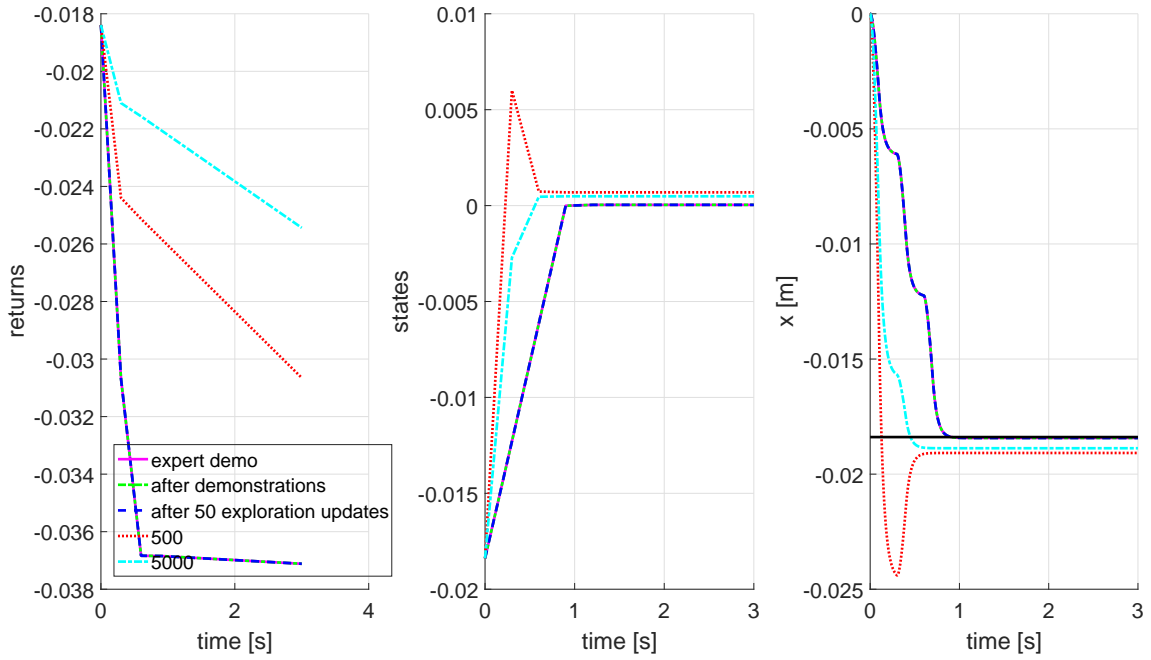 -0.018
-0.02
-0.022
-0.024
-0.026
-0.028
-0.03
-0.032
-0.034
-0.036
-0.038
returns
0 2 4
time [s]
expert demo
after demonstrations
after 50 exploration updates
500
5000
0.01
0.005
0
-0.005
-0.01
-0.015
-0.02
states
0 1 2 3
time [s]
0
-0.005
-0.01
-0.015
-0.02
-0.025
x [m]
0 1 2 3
time [s]